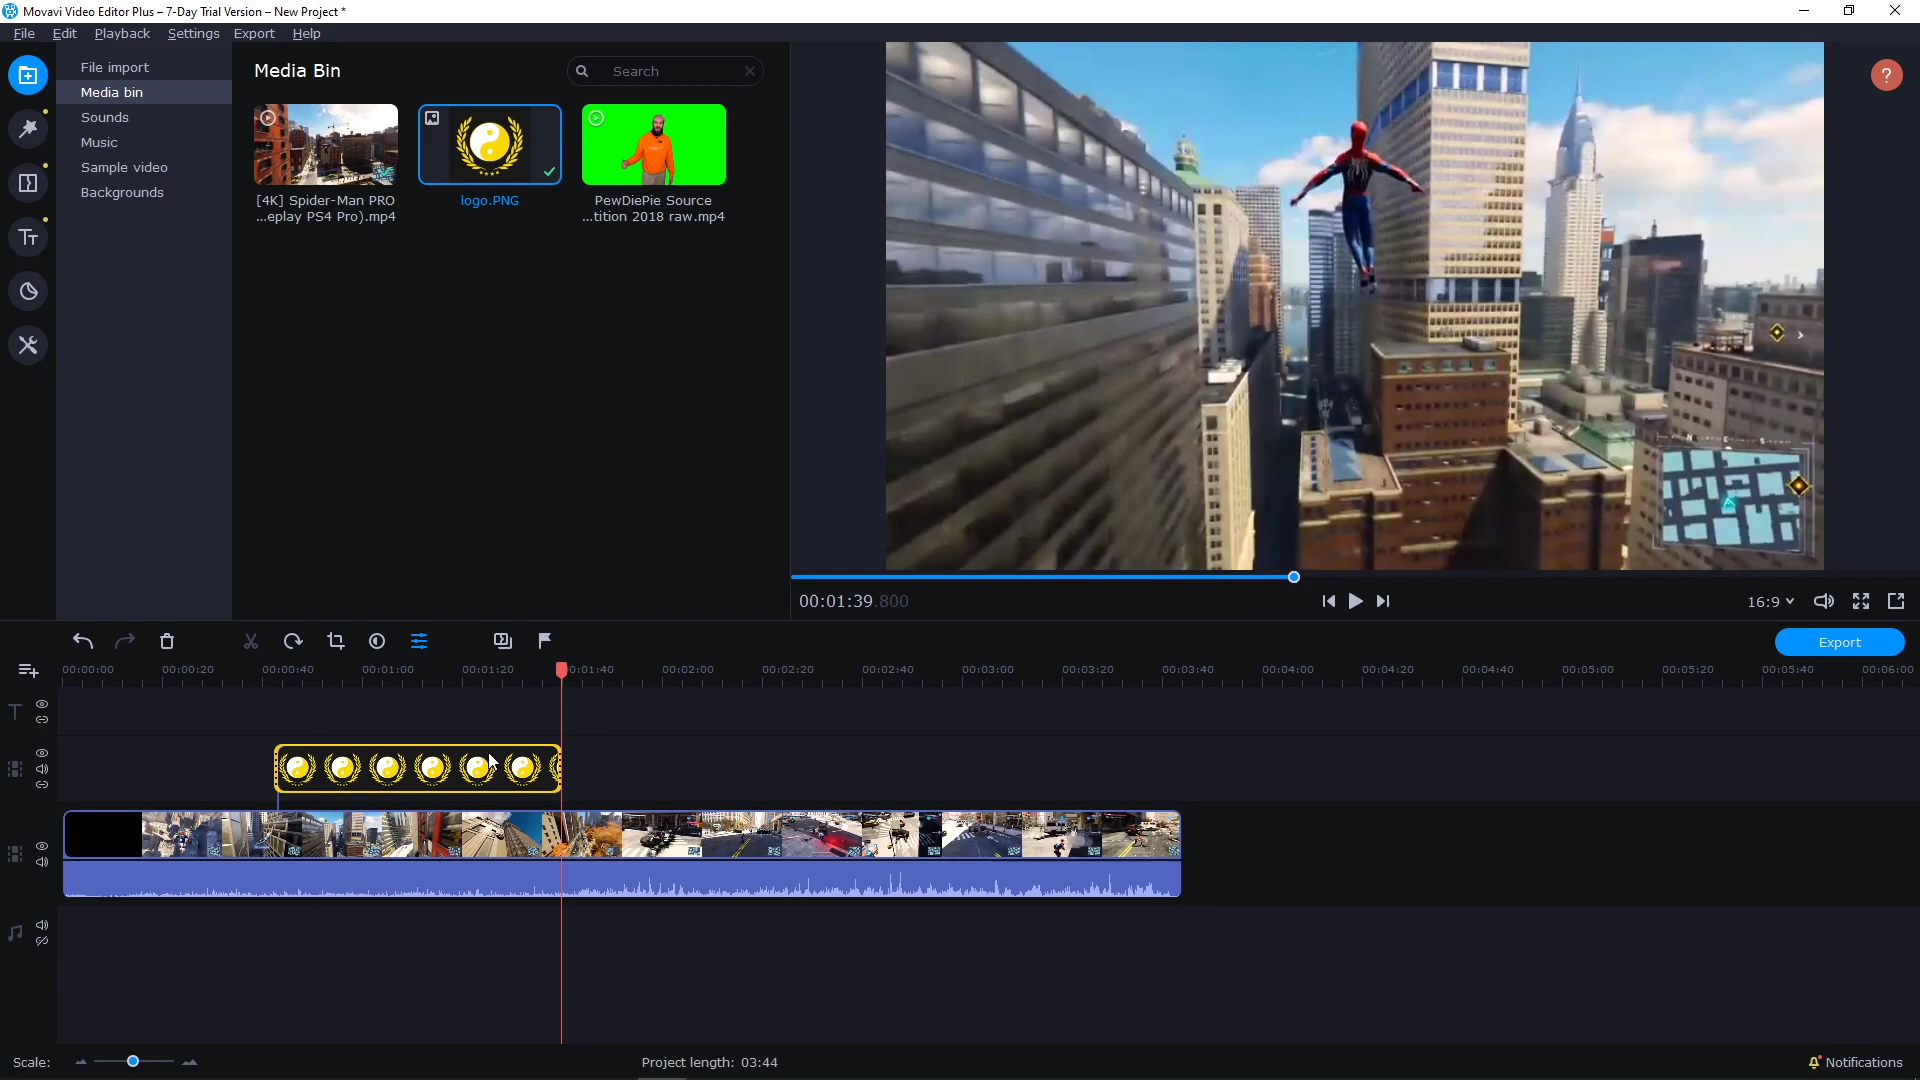 Movavi Video Editor Plus – 7-Day Trial Version – New Project *
File Edit Playback Settings Export Help
File import
Media bin
Sounds
Music
Sample video
Backgrounds
Media Bin
Search
[4K] Spider-Man PRO
...eplay PS4 Pro).mp4
logo.PNG
PewDiePie Source
...tition 2018 raw.mp4
?
N E S
00:01:39.800
16:9
Export
00:00:00 00:00:20 00:00:40 00:01:00 00:01:20 00:01:40 00:02:00 00:02:20 00:02:40 00:03:00 00:03:20 00:03:40 00:04:00 00:04:20 00:04:40 00:05:00 00:05:20 00:05:40 00:06:00
Scale:
Project length: 03:44
Notifications